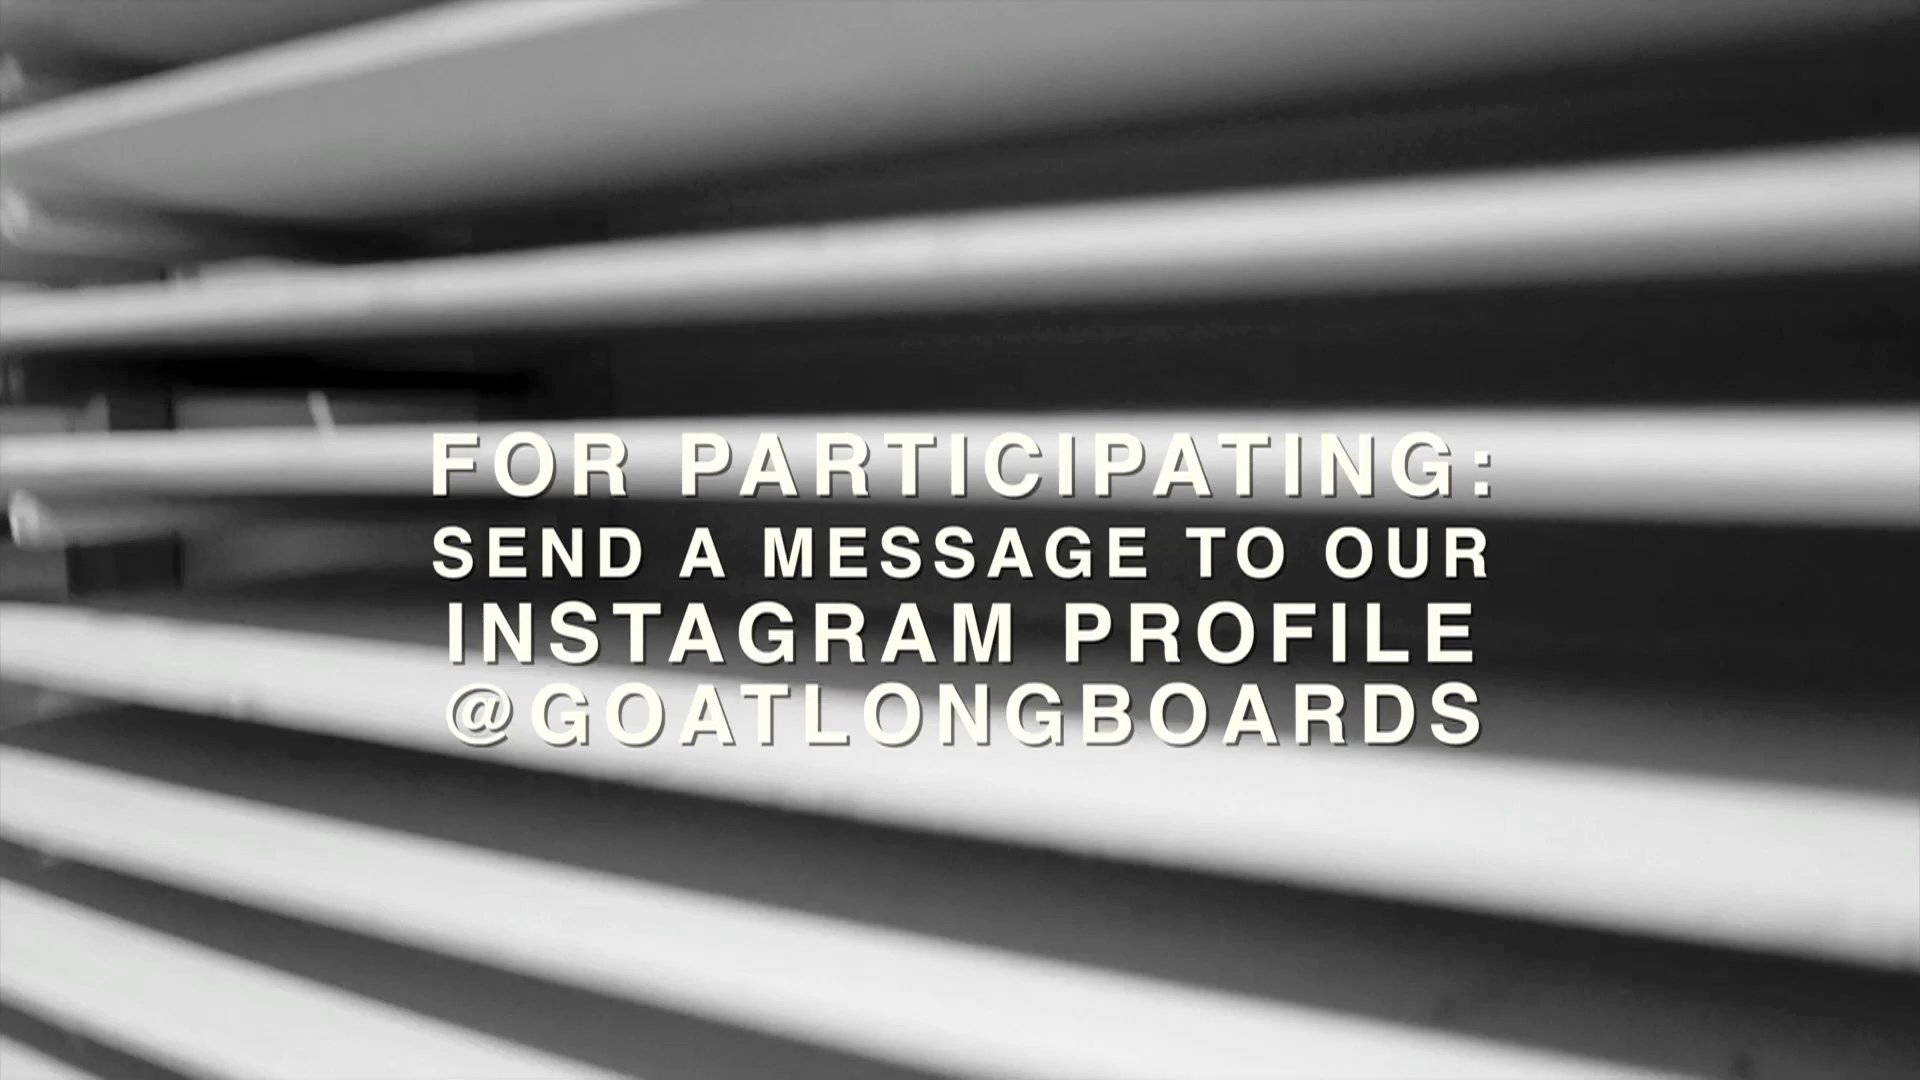 FOR PARTICIPATING:
SEND A MESSAGE TO OUR
INSTAGRAM PROFILE
@GOATLONGBOARDS